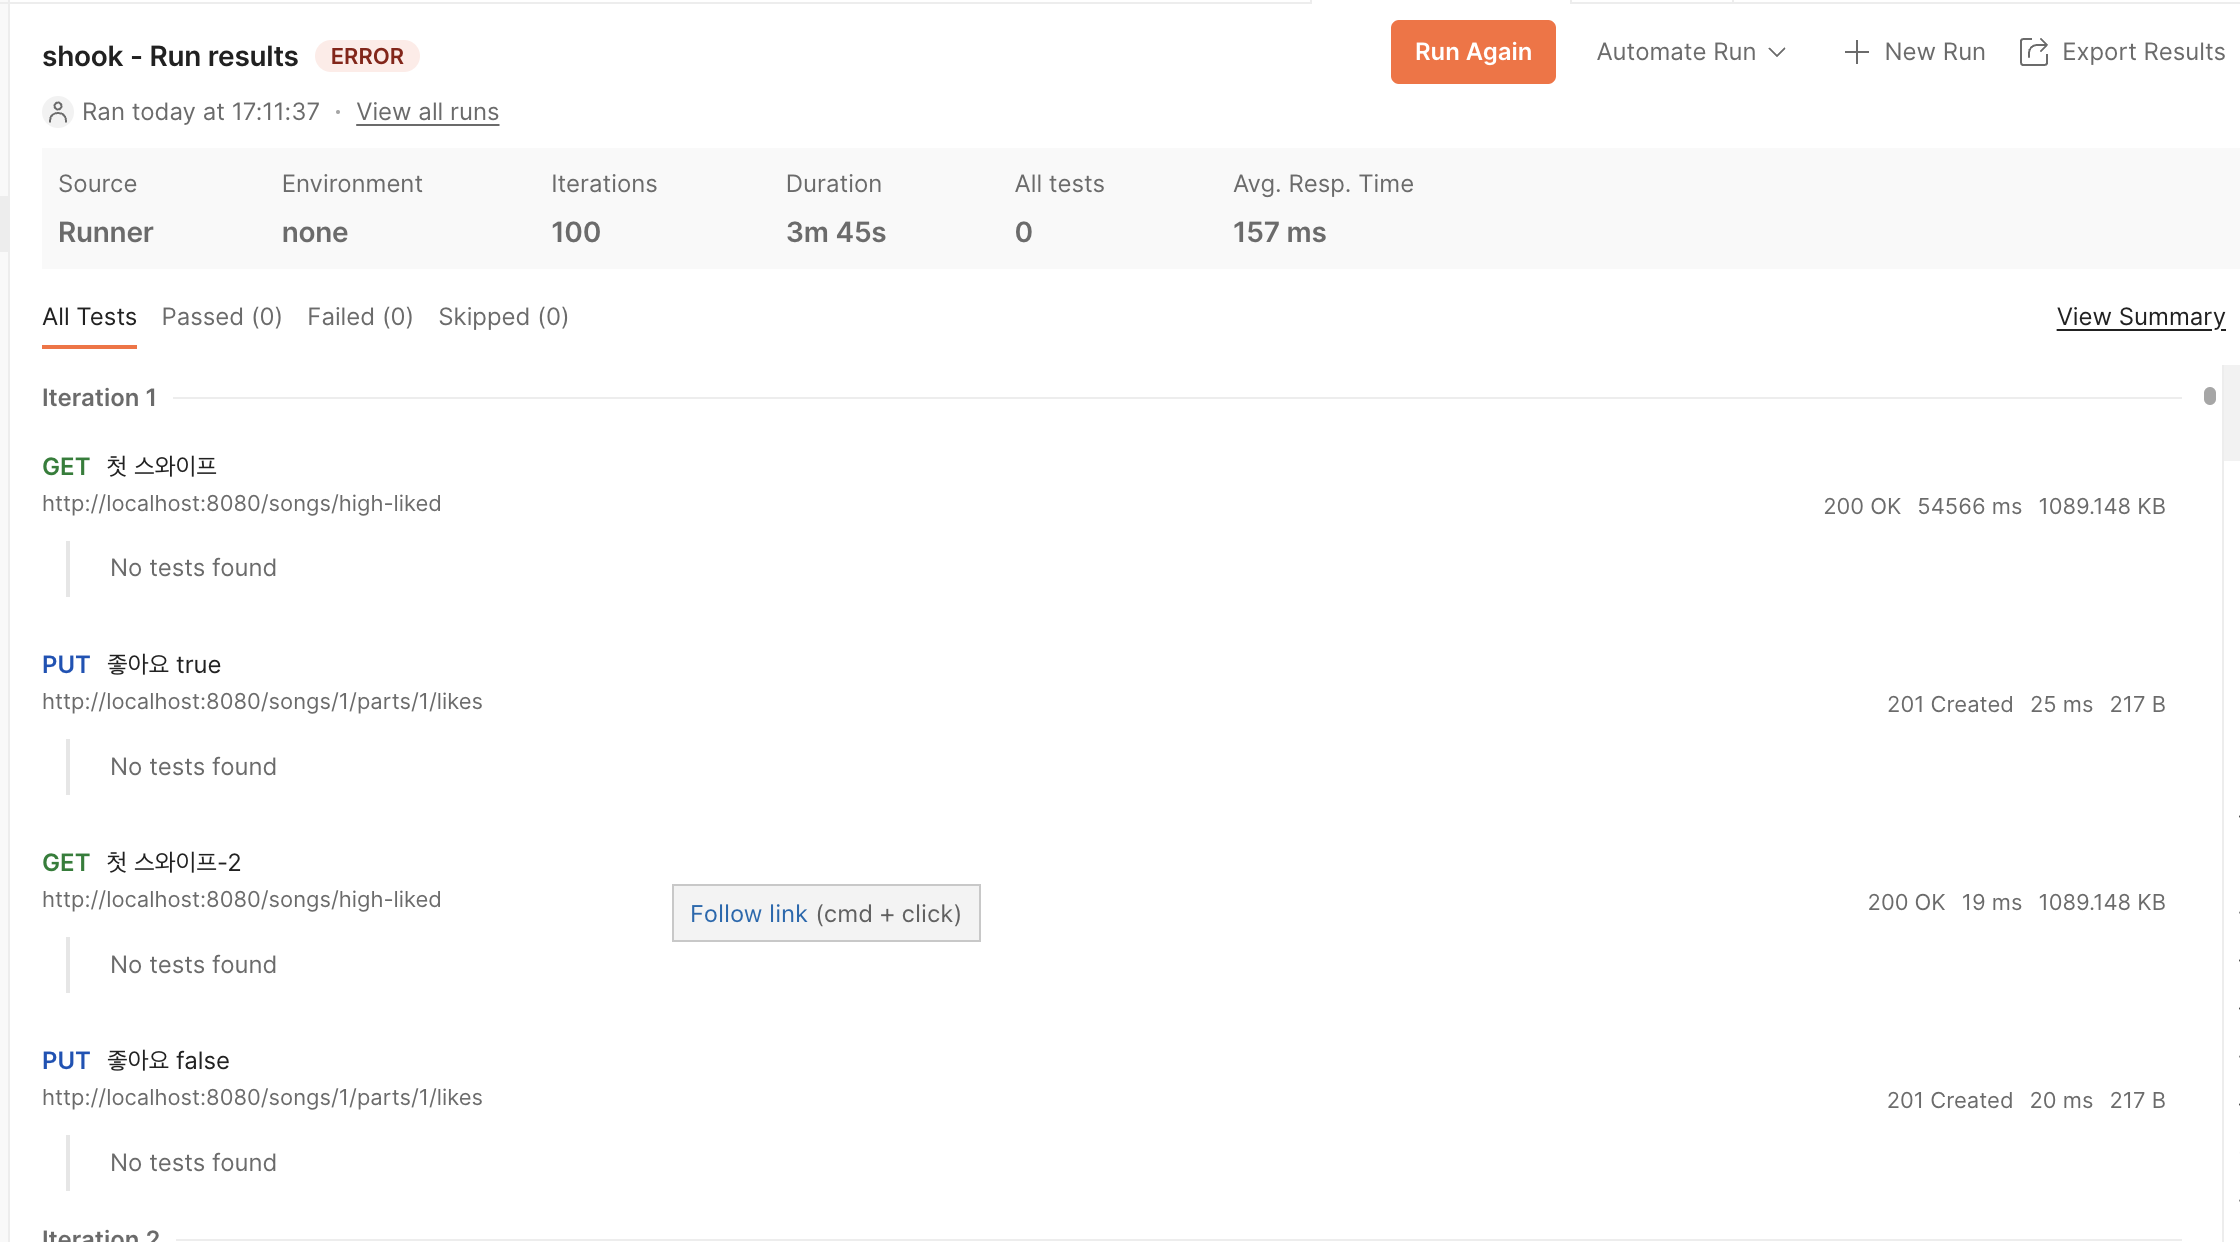 shook - Run results ERROR
Run Again Automate Run New Run Export Results
Ran today at 17:11:37 · View all runs
Source Environment Iterations Duration All tests Avg. Resp. Time
Runner none 100 3m 45s 0 157 ms
All Tests Passed (0) Failed (0) Skipped (0) View Summary
Iteration 1
GET 첫 스와이프
http://localhost:8080/songs/high-liked 200 OK 54566 ms 1089.148 KB
No tests found
PUT 좋아요 true
http://localhost:8080/songs/1/parts/1/likes 201 Created 25 ms 217 B
No tests found
GET 첫 스와이프-2
http://localhost:8080/songs/high-liked 200 OK 19 ms 1089.148 KB
Follow link (cmd + click)
No tests found
PUT 좋아요 false
http://localhost:8080/songs/1/parts/1/likes 201 Created 20 ms 217 B
No tests found
Iteration 2